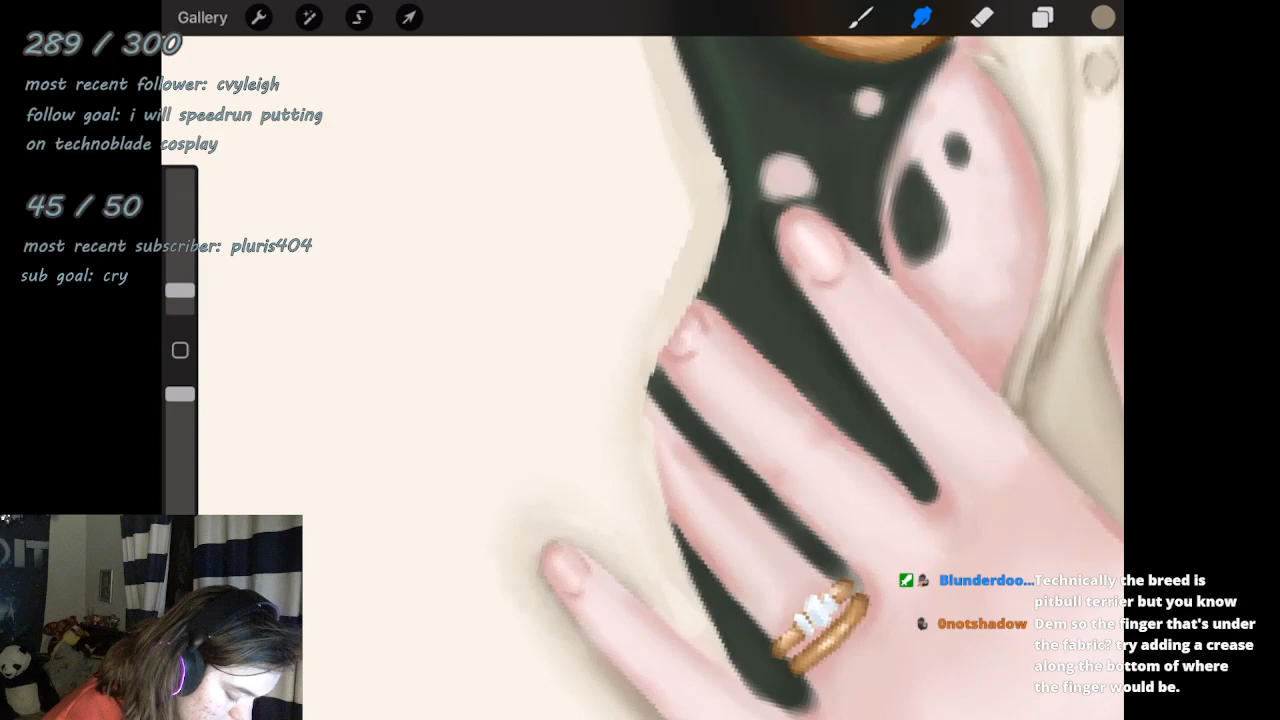 Gallery
289 / 300
most recent follower: cvyleigh
follow goal: i will speedrun putting
on technoblade cosplay
45 / 50
most recent subscriber: pluris404
sub goal: cry
Blunderdoo... Technically the breed is
pitbull terrier but you know
0notshadow Dem so the finger that's under
the fabric? try adding a crease
along the bottom of where
the finger would be.